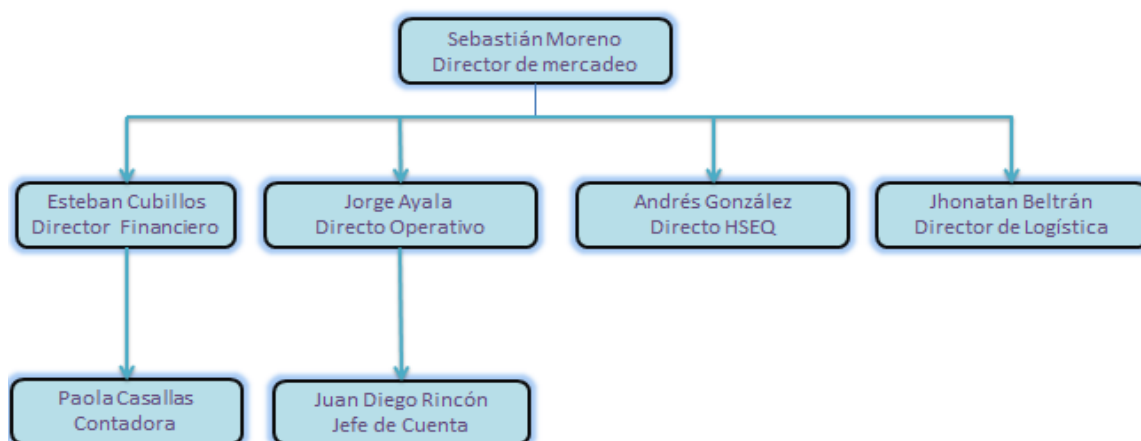 Sebastián Moreno
Director de mercadeo
Esteban Cubillos
Director Financiero
Jorge Ayala
Directo Operativo
Andrés González
Directo HSEQ
Jhonatan Beltrán
Director de Logística
Paola Casallas
Contadora
Juan Diego Rincón
Jefe de Cuenta